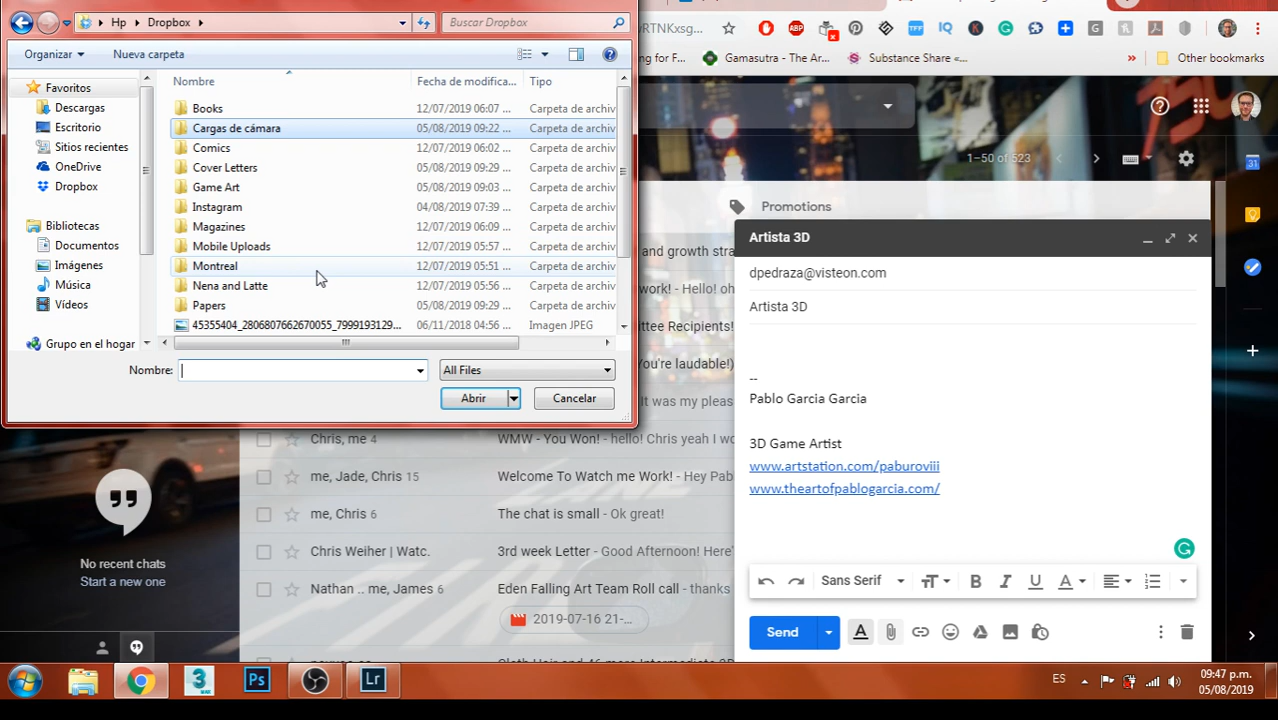 Hp ▸ Dropbox ▸
Buscar Dropbox
Organizar
Nueva carpeta
Favoritos
Descargas
Escritorio
Sitios recientes
OneDrive
Dropbox
Bibliotecas
Documentos
Imágenes
Música
Vídeos
Grupo en el hogar
Nombre Fecha de modifica... Tipo
Books 12/07/2019 06:07 ... Carpeta de archiv
Cargas de cámara 05/08/2019 09:22 ... Carpeta de archiv
Comics 12/07/2019 06:02 ... Carpeta de archiv
Cover Letters 05/08/2019 09:29 ... Carpeta de archiv
Game Art 05/08/2019 09:03 ... Carpeta de archiv
Instagram 04/08/2019 07:39 ... Carpeta de archiv
Magazines 12/07/2019 06:09 ... Carpeta de archiv
Mobile Uploads 12/07/2019 05:57 ... Carpeta de archiv
Montreal 12/07/2019 05:51 ... Carpeta de archiv
Nena and Latte 12/07/2019 05:56 ... Carpeta de archiv
Papers 05/08/2019 09:29 ... Carpeta de archiv
45355404_2806807662670055_7999193129... 06/11/2018 04:56 ... Imagen JPEG
Nombre:
All Files
Abrir
Cancelar
vRTNKxsg...
ABP
TFF
IQ
K
ng for F...
Gamasutra - The Ar...
Substance Share «...
»
Other bookmarks
1–50 of 523
31
Promotions
and growth stra
work! - Hello! oh
ttee Recipients!
You're laudable!)
It was my pleas
Chris, me 4 WMW - You Won! - hello! Chris yeah I wo
me, Jade, Chris 15 Welcome To Watch me Work! - Hey Pab
me, Chris 6 The chat is small - Ok great!
Chris Weiher | Watc. 3rd week Letter - Good Afternoon! Here'
Nathan .. me, James 6 Eden Falling Art Team Roll call - thanks
2019-07-16 21-...
No recent chats
Start a new one
Artista 3D
dpedraza@visteon.com
Artista 3D
--
Pablo Garcia Garcia
3D Game Artist
www.artstation.com/paburoviii
www.theartofpablogarcia.com/
Sans Serif
Send
3
Ps
Lr
ES
09:47 p.m.
05/08/2019